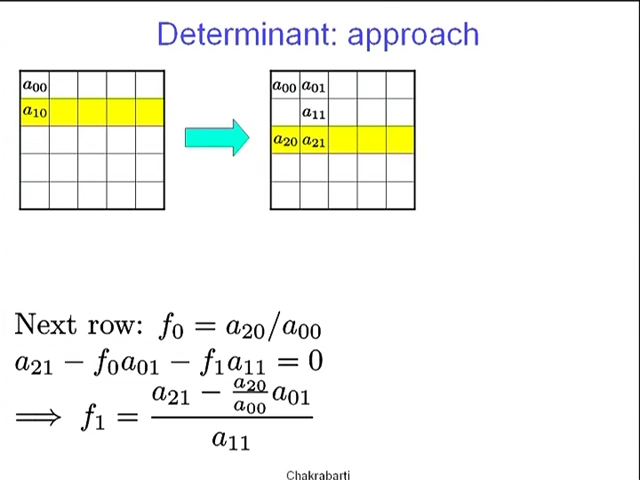 Determinant: approach
a00
a10
a00 a01
a11
a20 a21
Next row: f0 = a20/a00
a21 − f0a01 − f1a11 = 0
⟹ f1 = (a21 − (a20/a00) a01) / a11
Chakrabarti